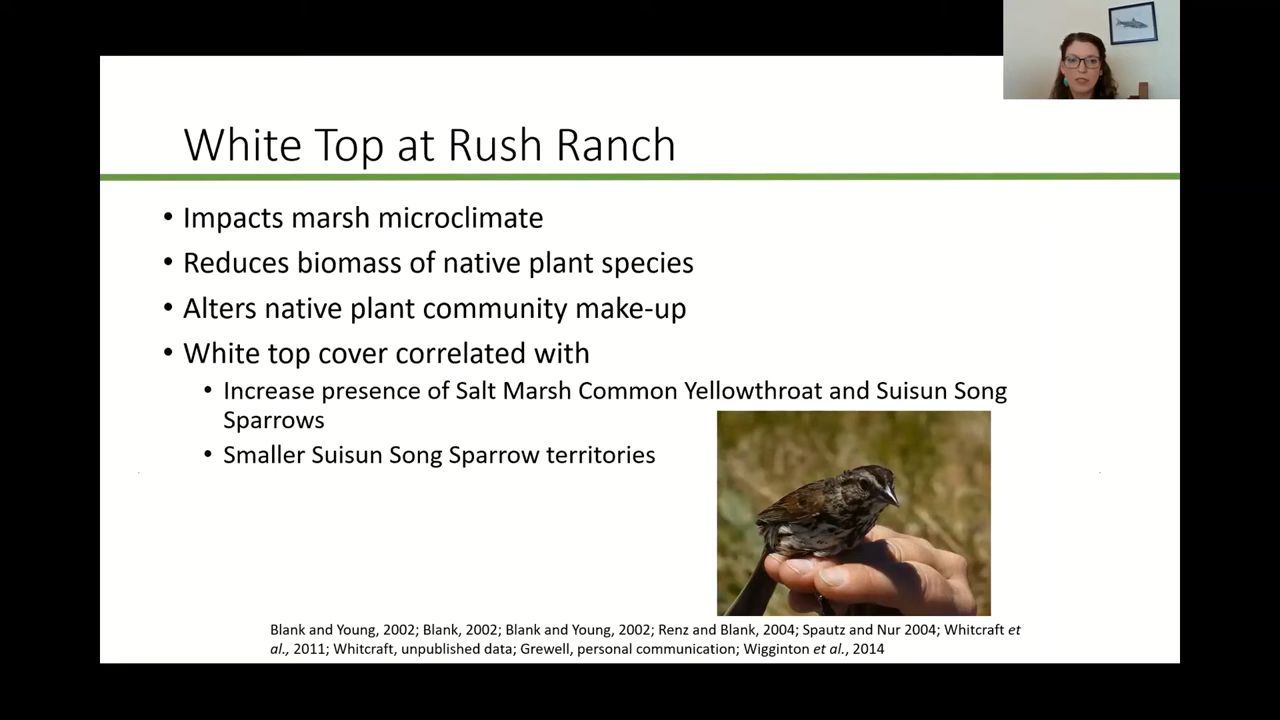 White Top at Rush Ranch
• Impacts marsh microclimate
• Reduces biomass of native plant species
• Alters native plant community make-up
• White top cover correlated with
• Increase presence of Salt Marsh Common Yellowthroat and Suisun Song
Sparrows
• Smaller Suisun Song Sparrow territories
Blank and Young, 2002; Blank, 2002; Blank and Young, 2002; Renz and Blank, 2004; Spautz and Nur 2004; Whitcraft et
al., 2011; Whitcraft, unpublished data; Grewell, personal communication; Wigginton et al., 2014